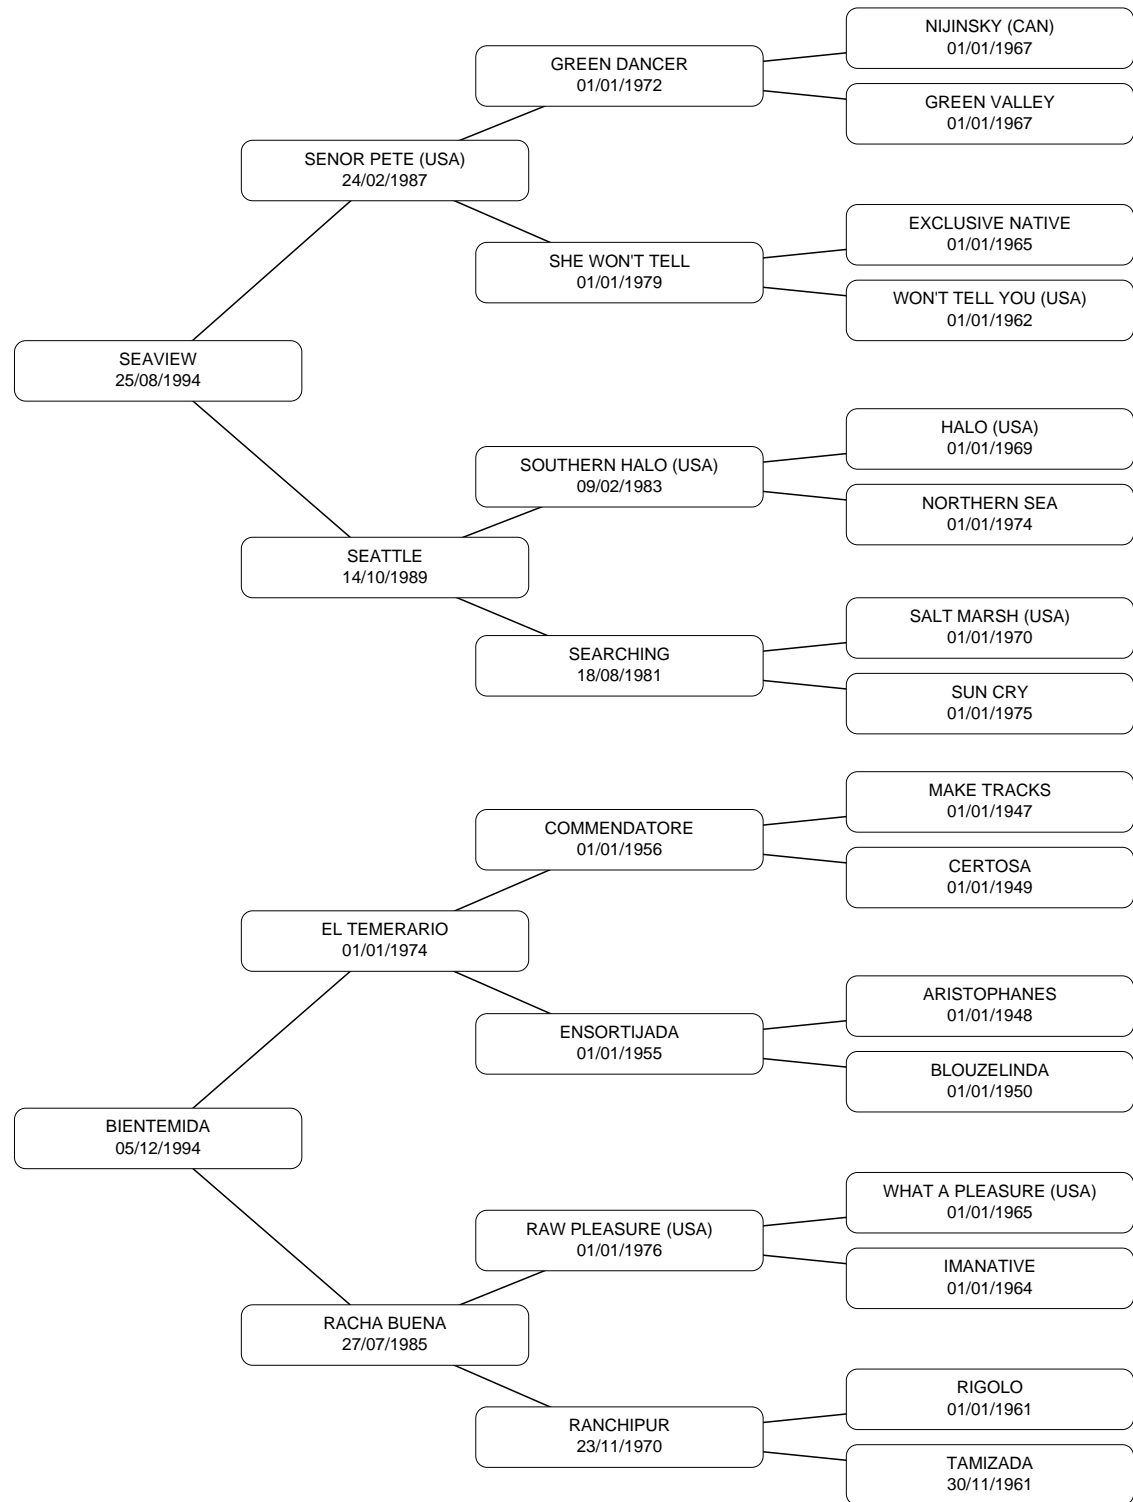 NIJINSKY (CAN)
01/01/1967
GREEN DANCER
01/01/1972
GREEN VALLEY
01/01/1967
SENOR PETE (USA)
24/02/1987
EXCLUSIVE NATIVE
01/01/1965
SHE WON'T TELL
01/01/1979
WON'T TELL YOU (USA)
01/01/1962
SEAVIEW
25/08/1994
HALO (USA)
01/01/1969
SOUTHERN HALO (USA)
09/02/1983
NORTHERN SEA
01/01/1974
SEATTLE
14/10/1989
SALT MARSH (USA)
01/01/1970
SEARCHING
18/08/1981
SUN CRY
01/01/1975
MAKE TRACKS
01/01/1947
COMMENDATORE
01/01/1956
CERTOSA
01/01/1949
EL TEMERARIO
01/01/1974
ARISTOPHANES
01/01/1948
ENSORTIJADA
01/01/1955
BLOUZELINDA
01/01/1950
BIENTEMIDA
05/12/1994
WHAT A PLEASURE (USA)
01/01/1965
RAW PLEASURE (USA)
01/01/1976
IMANATIVE
01/01/1964
RACHA BUENA
27/07/1985
RIGOLO
01/01/1961
RANCHIPUR
23/11/1970
TAMIZADA
30/11/1961